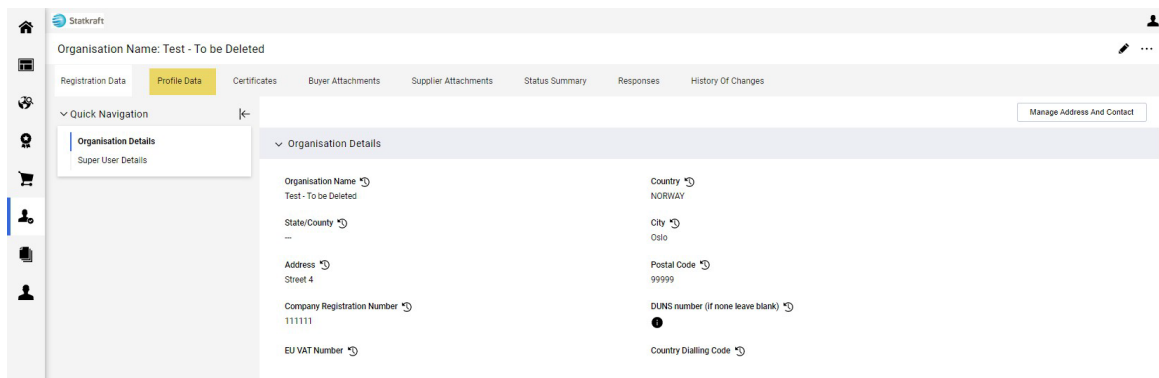 Statkraft
Organisation Name: Test - To be Deleted
Registration Data Profile Data Certificates Buyer Attachments Supplier Attachments Status Summary Responses History Of Changes
Quick Navigation
Manage Address And Contact
Organisation Details
Super User Details
Organisation Details
Organisation Name Country
Test - To be Deleted NORWAY
State/County City
--- Oslo
Address Postal Code
Street 4 99999
Company Registration Number DUNS number (if none leave blank)
111111
EU VAT Number Country Dialling Code